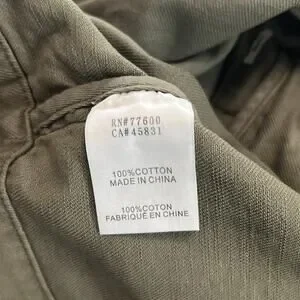 RN#77600
CA#45831
100%COTTON
MADE IN CHINA
100%COTON
FABRIQUÉ EN CHINE